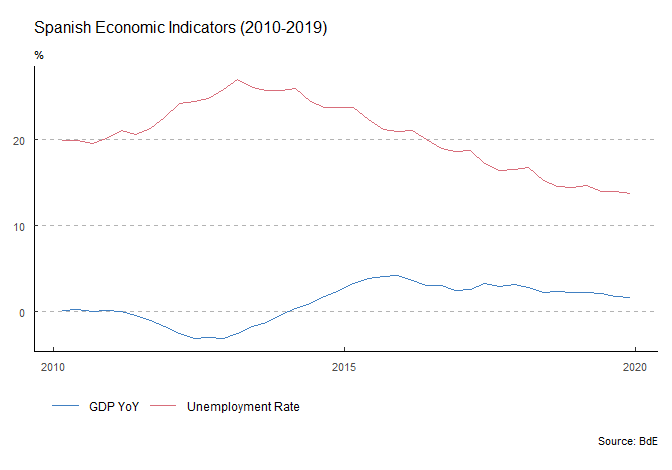 Spanish Economic Indicators (2010-2019)
%
20
10
0
2010 2015 2020
GDP YoY Unemployment Rate
Source: BdE